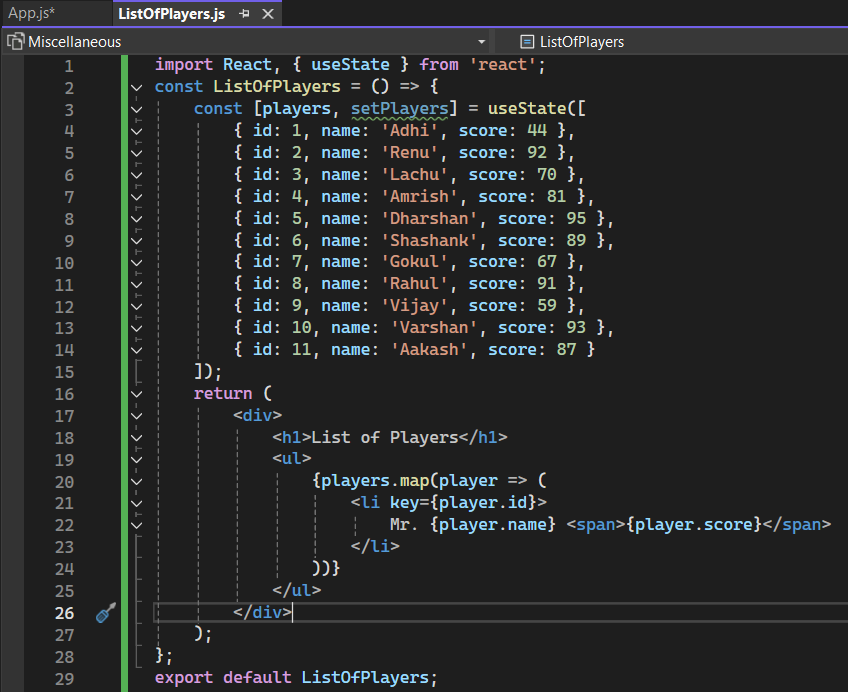 App.js*
ListOfPlayers.js
Miscellaneous
ListOfPlayers
1 import React, { useState } from 'react';
2 const ListOfPlayers = () => {
3     const [players, setPlayers] = useState([
4         { id: 1, name: 'Adhi', score: 44 },
5         { id: 2, name: 'Renu', score: 92 },
6         { id: 3, name: 'Lachu', score: 70 },
7         { id: 4, name: 'Amrish', score: 81 },
8         { id: 5, name: 'Dharshan', score: 95 },
9         { id: 6, name: 'Shashank', score: 89 },
10         { id: 7, name: 'Gokul', score: 67 },
11         { id: 8, name: 'Rahul', score: 91 },
12         { id: 9, name: 'Vijay', score: 59 },
13         { id: 10, name: 'Varshan', score: 93 },
14         { id: 11, name: 'Aakash', score: 87 }
15     ]);
16     return (
17         <div>
18             <h1>List of Players</h1>
19             <ul>
20                 {players.map(player => (
21                     <li key={player.id}>
22                         Mr. {player.name} <span>{player.score}</span>
23                     </li>
24                 ))}
25             </ul>
26         </div>
27     );
28 };
29 export default ListOfPlayers;